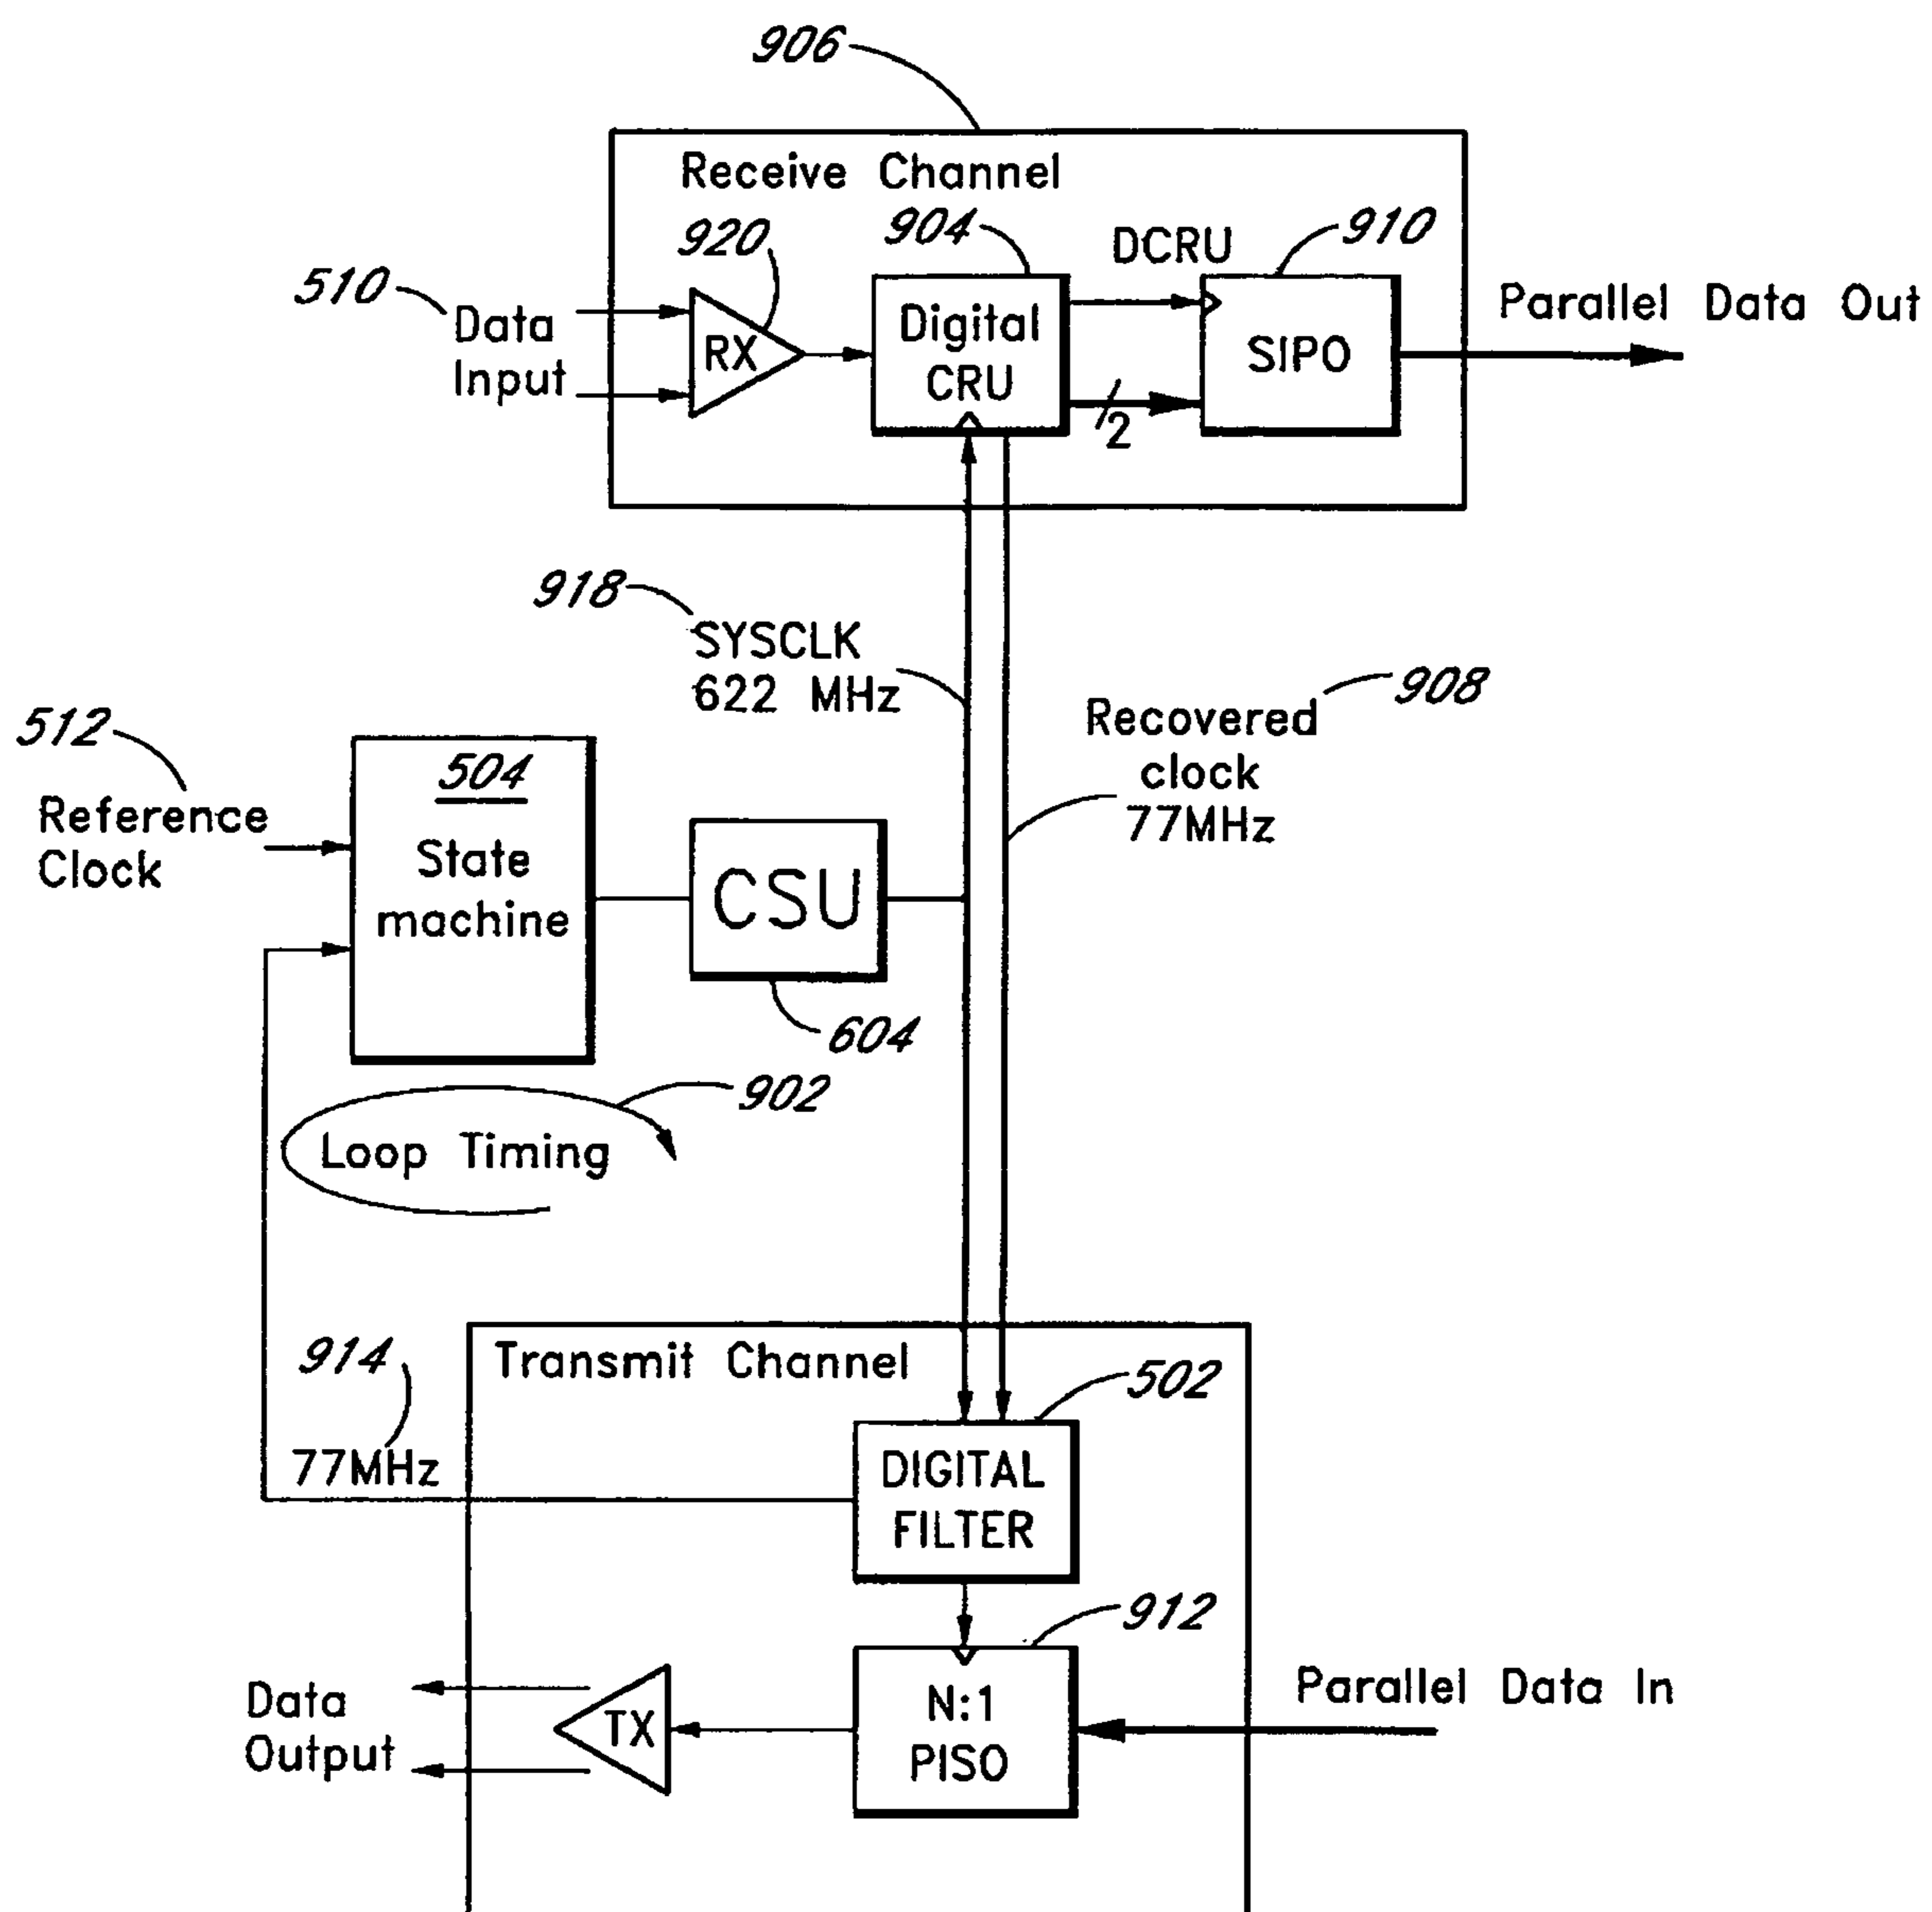 906
Receive Channel
920
904
DCRU
910
510
Data
Input
RX
Digital
CRU
2
SIPO
Parallel Data Out
918
SYSCLK
622 MHz
908
Recovered
clock
77MHz
512
Reference
Clock
504
State
machine
CSU
604
902
Loop Timing
914
77MHz
Transmit Channel
502
DIGITAL
FILTER
912
N:1
PISO
Parallel Data In
TX
Data
Output